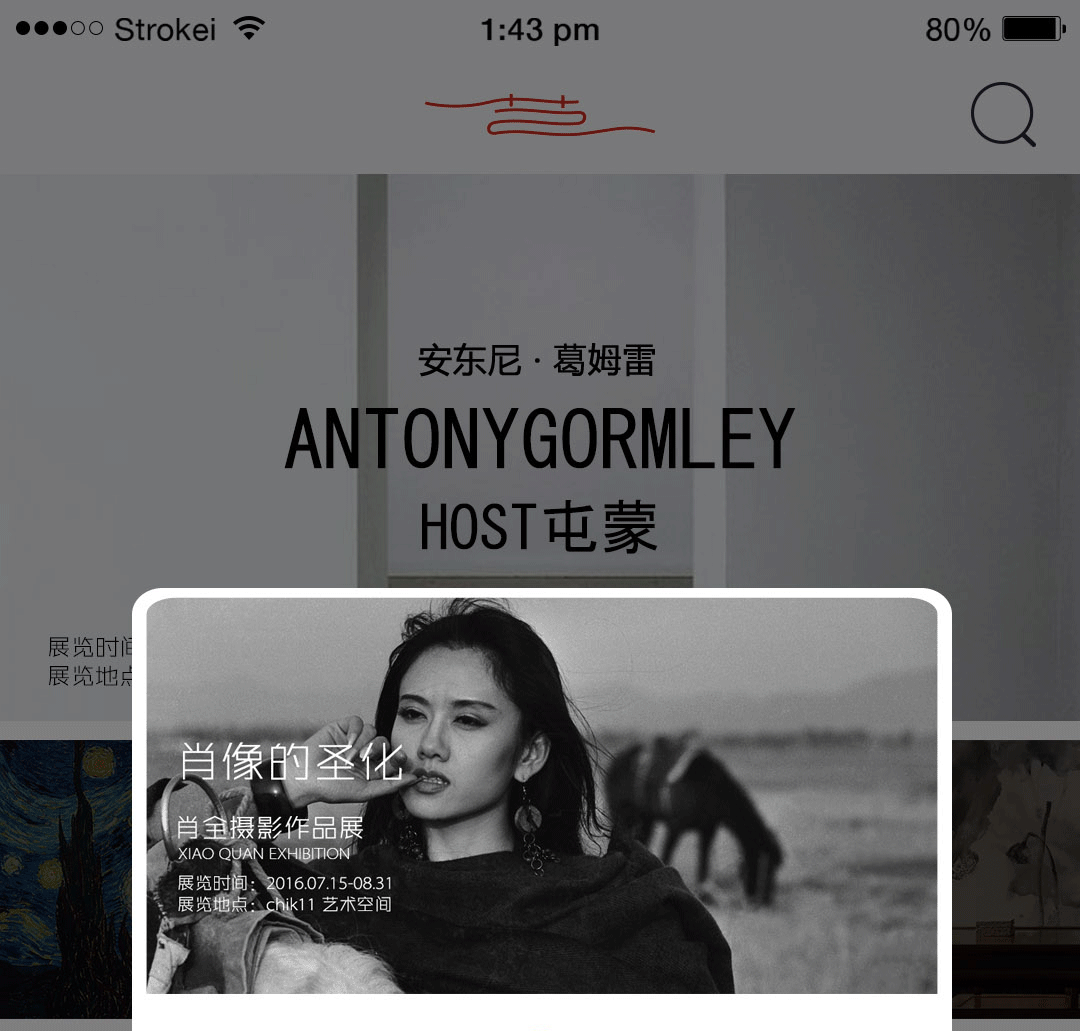 Strokei 1:43 pm 80%
安东尼·葛姆雷
ANTONYGORMLEY
HOST屯蒙
展览时间
展览地点
肖像的圣化
肖全摄影作品展
XIAO QUAN EXHIBITION
展览时间：2016.07.15-08.31
展览地点：chik11 艺术空间